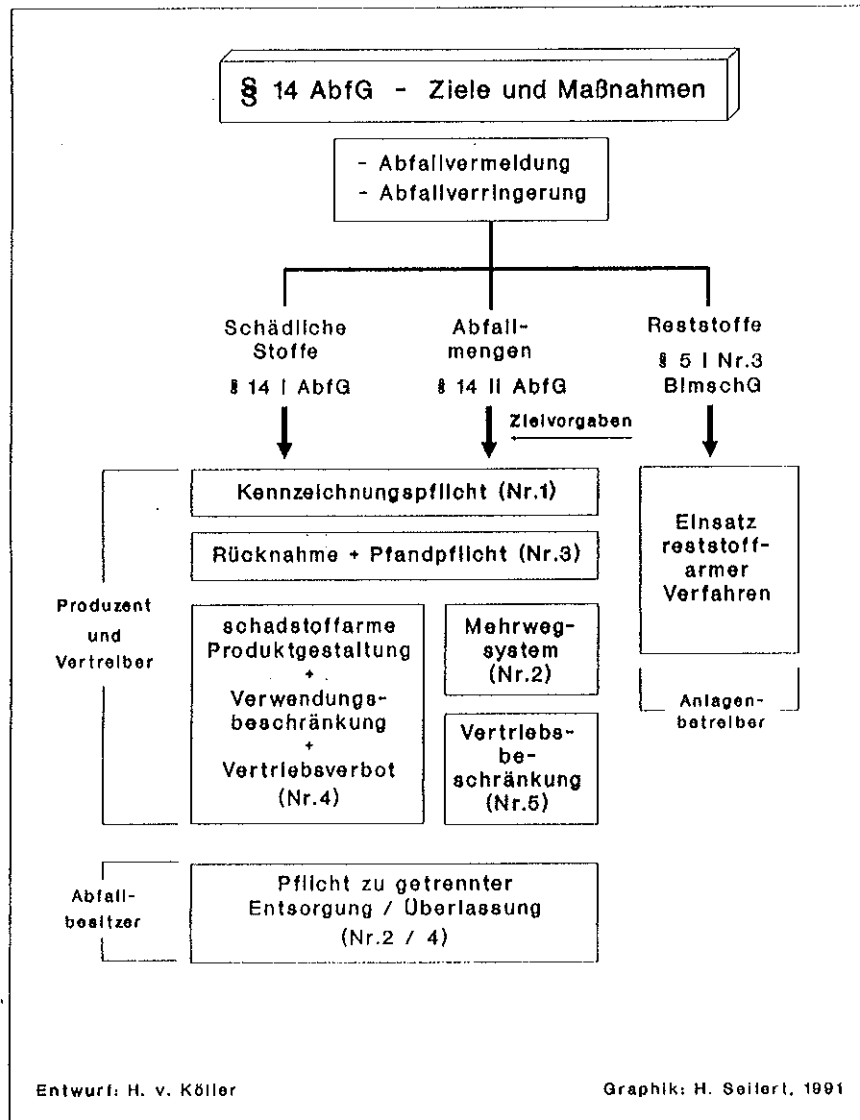 § 14 AbfG - Ziele und Maßnahmen
- Abfallvermeidung
- Abfallverringerung
Schädliche
Stoffe
§ 14 I AbfG
Abfall-
mengen
§ 14 II AbfG
Reststoffe
§ 5 I Nr.3
BImschG
Zielvorgaben
Kennzeichnungspflicht (Nr.1)
Rücknahme + Pfandpflicht (Nr.3)
Produzent
und
Vertreiber
schadstoffarme
Produktgestaltung
+
Verwendungs-
beschränkung
+
Vertriebsverbot
(Nr.4)
Mehrweg-
system
(Nr.2)
Vertriebs-
be-
schränkung
(Nr.5)
Einsatz
reststoff-
armer
Verfahren
Anlagen-
betreiber
Abfall-
besitzer
Pflicht zu getrennter
Entsorgung / Überlassung
(Nr.2 / 4)
Entwurf: H. v. Köller
Graphik: H. Seifert, 1991